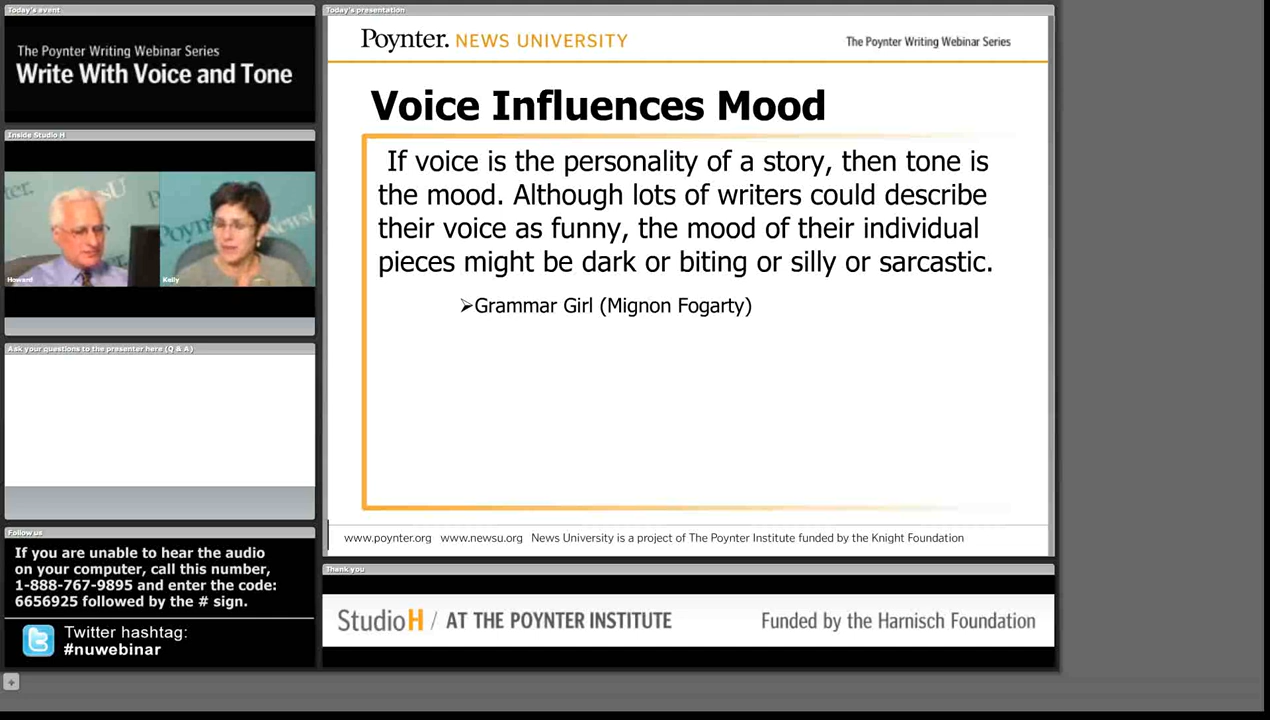 Today's event
The Poynter Writing Webinar Series
Write With Voice and Tone
Inside Studio H
Poynter.
NewsU
Poynter
NewsU
Howard
Kelly
Ask your questions to the presenter here (Q & A)
Follow us
If you are unable to hear the audio
on your computer, call this number,
1-888-767-9895 and enter the code:
6656925 followed by the # sign.
Twitter hashtag:
#nuwebinar
Today's presentation
Poynter. NEWS UNIVERSITY
The Poynter Writing Webinar Series
Voice Influences Mood
If voice is the personality of a story, then tone is
the mood. Although lots of writers could describe
their voice as funny, the mood of their individual
pieces might be dark or biting or silly or sarcastic.
➢Grammar Girl (Mignon Fogarty)
www.poynter.org www.newsu.org News University is a project of The Poynter Institute funded by the Knight Foundation
Thank you
StudioH / AT THE POYNTER INSTITUTE
Funded by the Harnisch Foundation